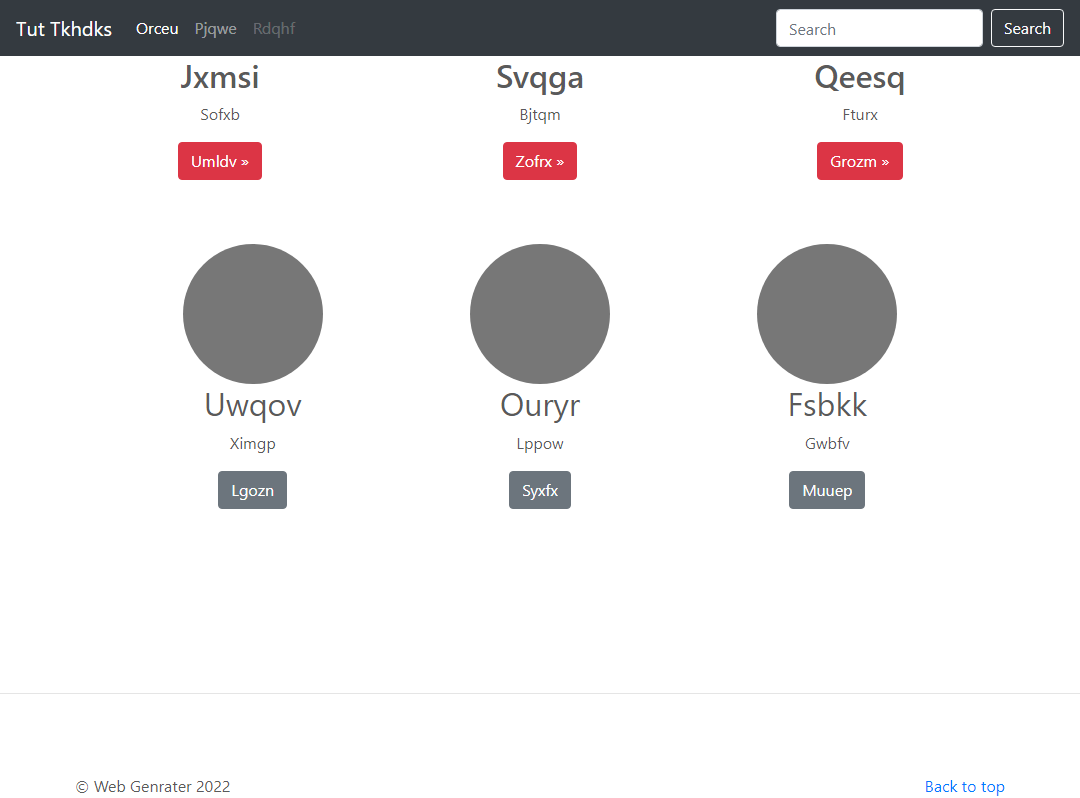 Tut Tkhdks Orceu Pjqwe Rdqhf Search Search
Jxmsi Svqga Qeesq
Sofxb Bjtqm Fturx
Umldv » Zofrx » Grozm »
Uwqov Ouryr Fsbkk
Ximgp Lppow Gwbfv
Lgozn Syxfx Muuep
© Web Genrater 2022 Back to top